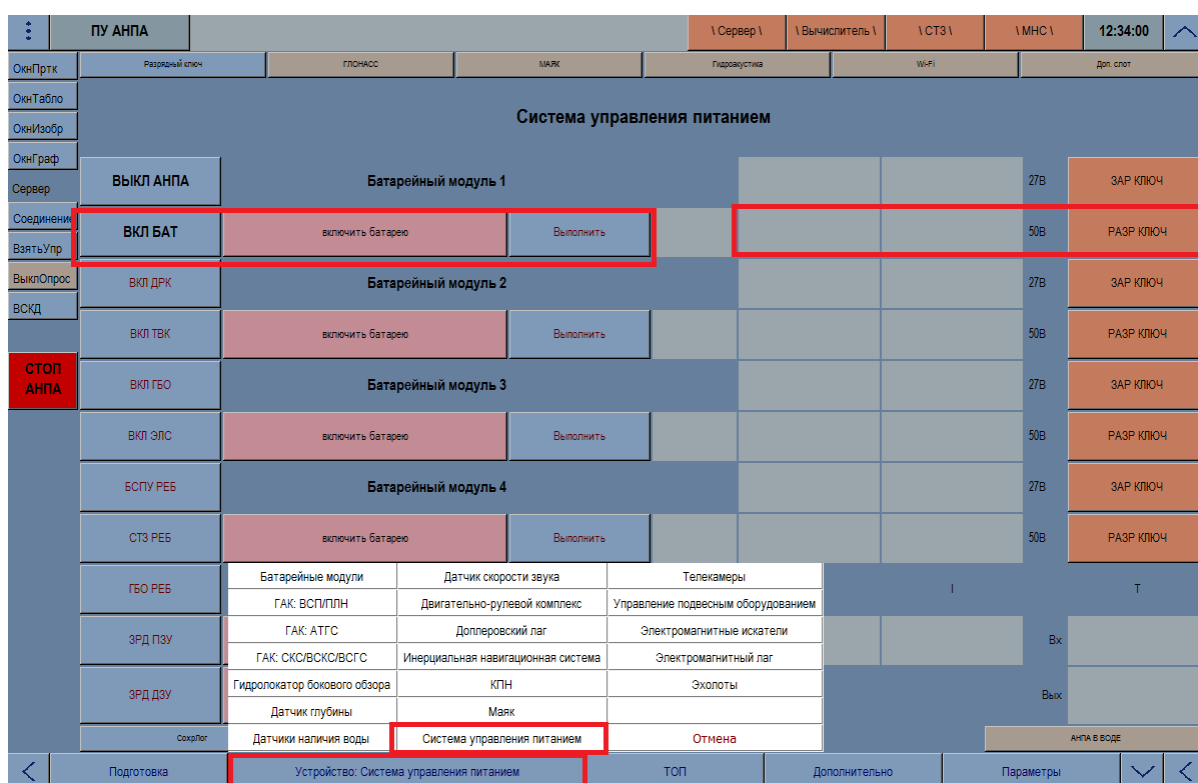 ПУ АНПА
\ Сервер \
\ Вычислитель \
\ СТЗ \
\ МНС \
12:34:00
ОкнПртк
Разрядный ключ
ГЛОНАСС
МАЯК
Гидроакустика
Wi-Fi
Доп. слот
ОкнТабло
ОкнИзобр
Система управления питанием
ОкнГраф
Сервер
ВЫКЛ АНПА
Батарейный модуль 1
27В
ЗАР КЛЮЧ
Соединение
ВзятьУпр
ВКЛ БАТ
включить батарею
Выполнить
50В
РАЗР КЛЮЧ
ВыклОпрос
ВКЛ ДРК
Батарейный модуль 2
27В
ЗАР КЛЮЧ
ВСКД
ВКЛ ТВК
включить батарею
Выполнить
50В
РАЗР КЛЮЧ
СТОП
АНПА
ВКЛ ГБО
Батарейный модуль 3
27В
ЗАР КЛЮЧ
ВКЛ ЭЛС
включить батарею
Выполнить
50В
РАЗР КЛЮЧ
БСПУ РЕБ
Батарейный модуль 4
27В
ЗАР КЛЮЧ
СТЗ РЕБ
включить батарею
Выполнить
50В
РАЗР КЛЮЧ
ГБО РЕБ
I
T
ЗРД ПЗУ
Вх
ЗРД ДЗУ
Вых
Батарейные модули
Датчик скорости звука
Телекамеры
ГАК: ВСП/ПЛН
Двигательно-рулевой комплекс
Управление подвесным оборудованием
ГАК: АТГС
Доплеровский лаг
Электромагнитные искатели
ГАК: СКС/ВСКС/ВСГС
Инерциальная навигационная система
Электромагнитный лаг
Гидролокатор бокового обзора
КПН
Эхолоты
Датчик глубины
Маяк
Датчики наличия воды
Система управления питанием
Отмена
СохрЛог
АНПА В ВОДЕ
Подготовка
Устройство: Система управления питанием
ТОП
Дополнительно
Параметры